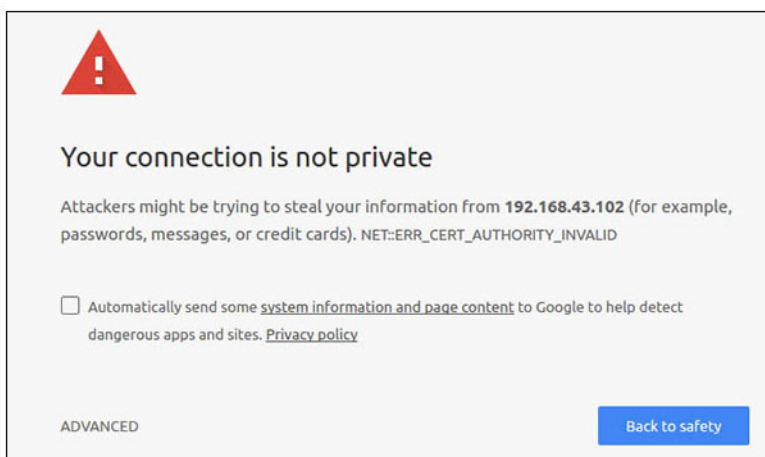 Your connection is not private
Attackers might be trying to steal your information from 192.168.43.102 (for example,
passwords, messages, or credit cards). NET::ERR_CERT_AUTHORITY_INVALID
Automatically send some system information and page content to Google to help detect
dangerous apps and sites. Privacy policy
ADVANCED
Back to safety